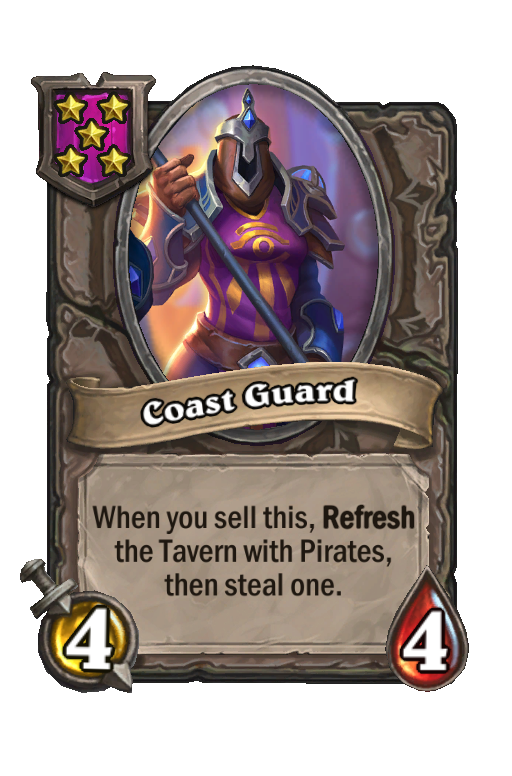 Coast Guard
When you sell this, Refresh
the Tavern with Pirates,
then steal one.
4
4